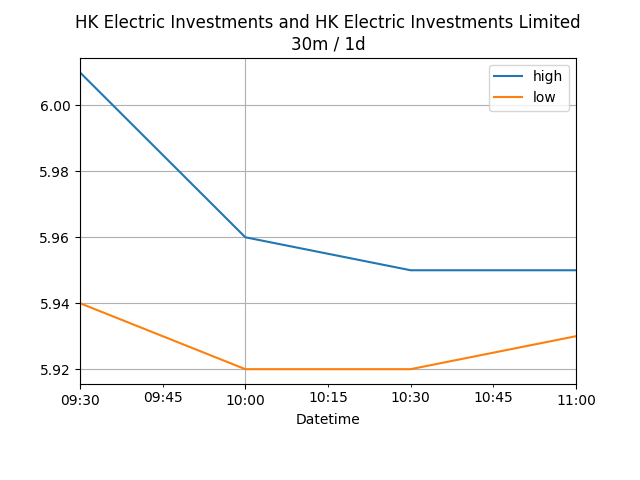 HK Electric Investments and HK Electric Investments Limited
30m / 1d
high
low
6.00
5.98
5.96
5.94
5.92
09:30 09:45 10:00 10:15 10:30 10:45 11:00
Datetime